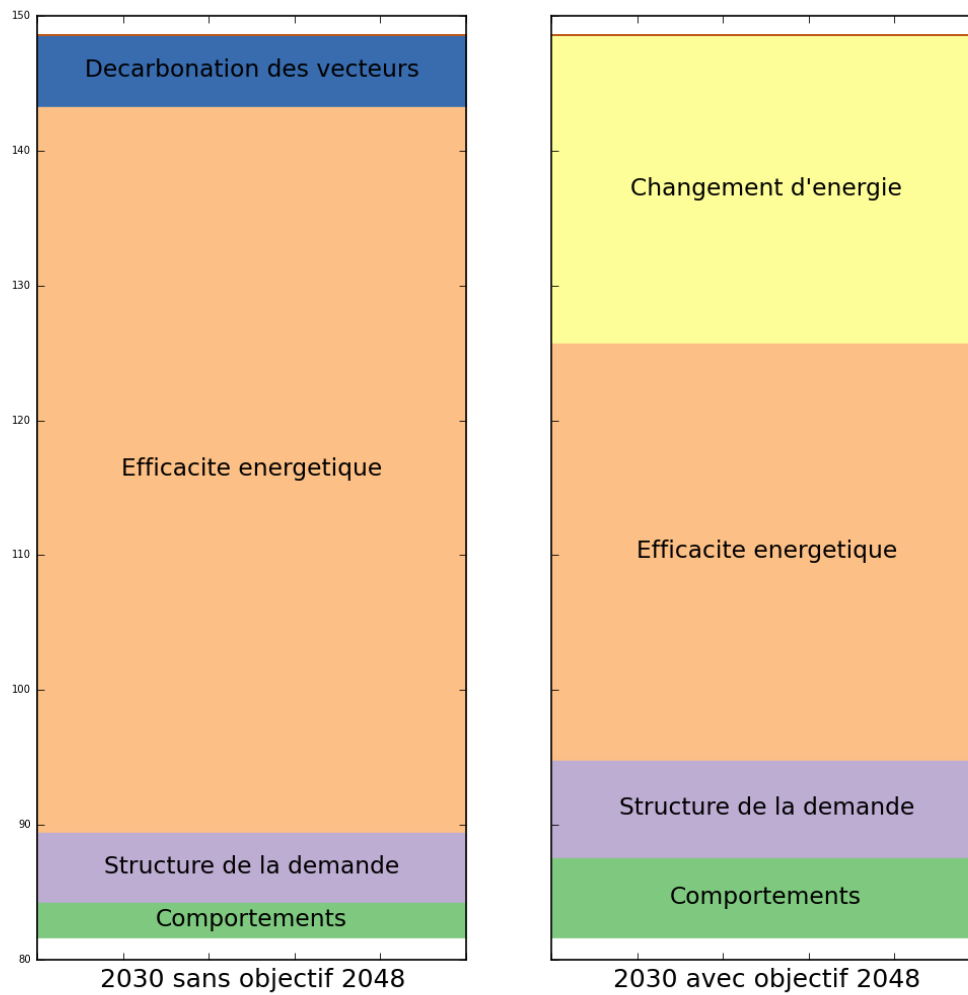 150
140
130
120
110
100
90
80
Decarbonation des vecteurs
Efficacite energetique
Structure de la demande
Comportements
2030 sans objectif 2048
Changement d'energie
Efficacite energetique
Structure de la demande
Comportements
2030 avec objectif 2048